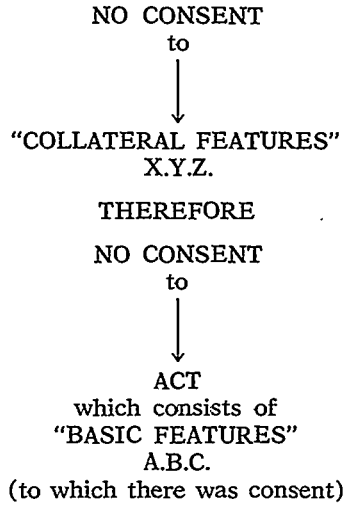 NO CONSENT
to
"COLLATERAL FEATURES"
X.Y.Z.
THEREFORE
NO CONSENT
to
ACT
which consists of
"BASIC FEATURES"
A.B.C.
(to which there was consent)